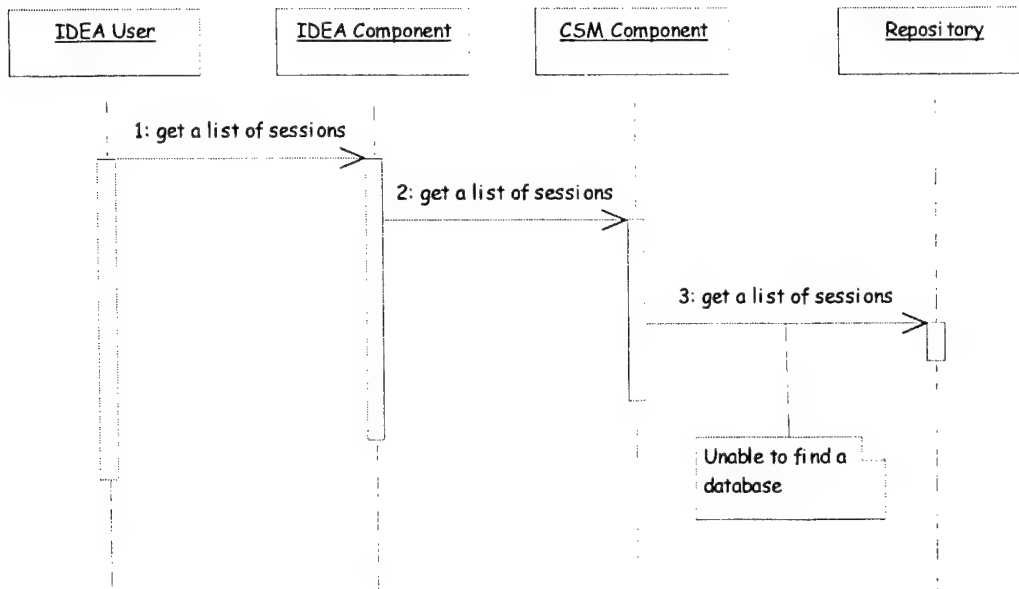 IDEA User
IDEA Component
CSM Component
Repository
1: get a list of sessions
2: get a list of sessions
3: get a list of sessions
Unable to find a
database